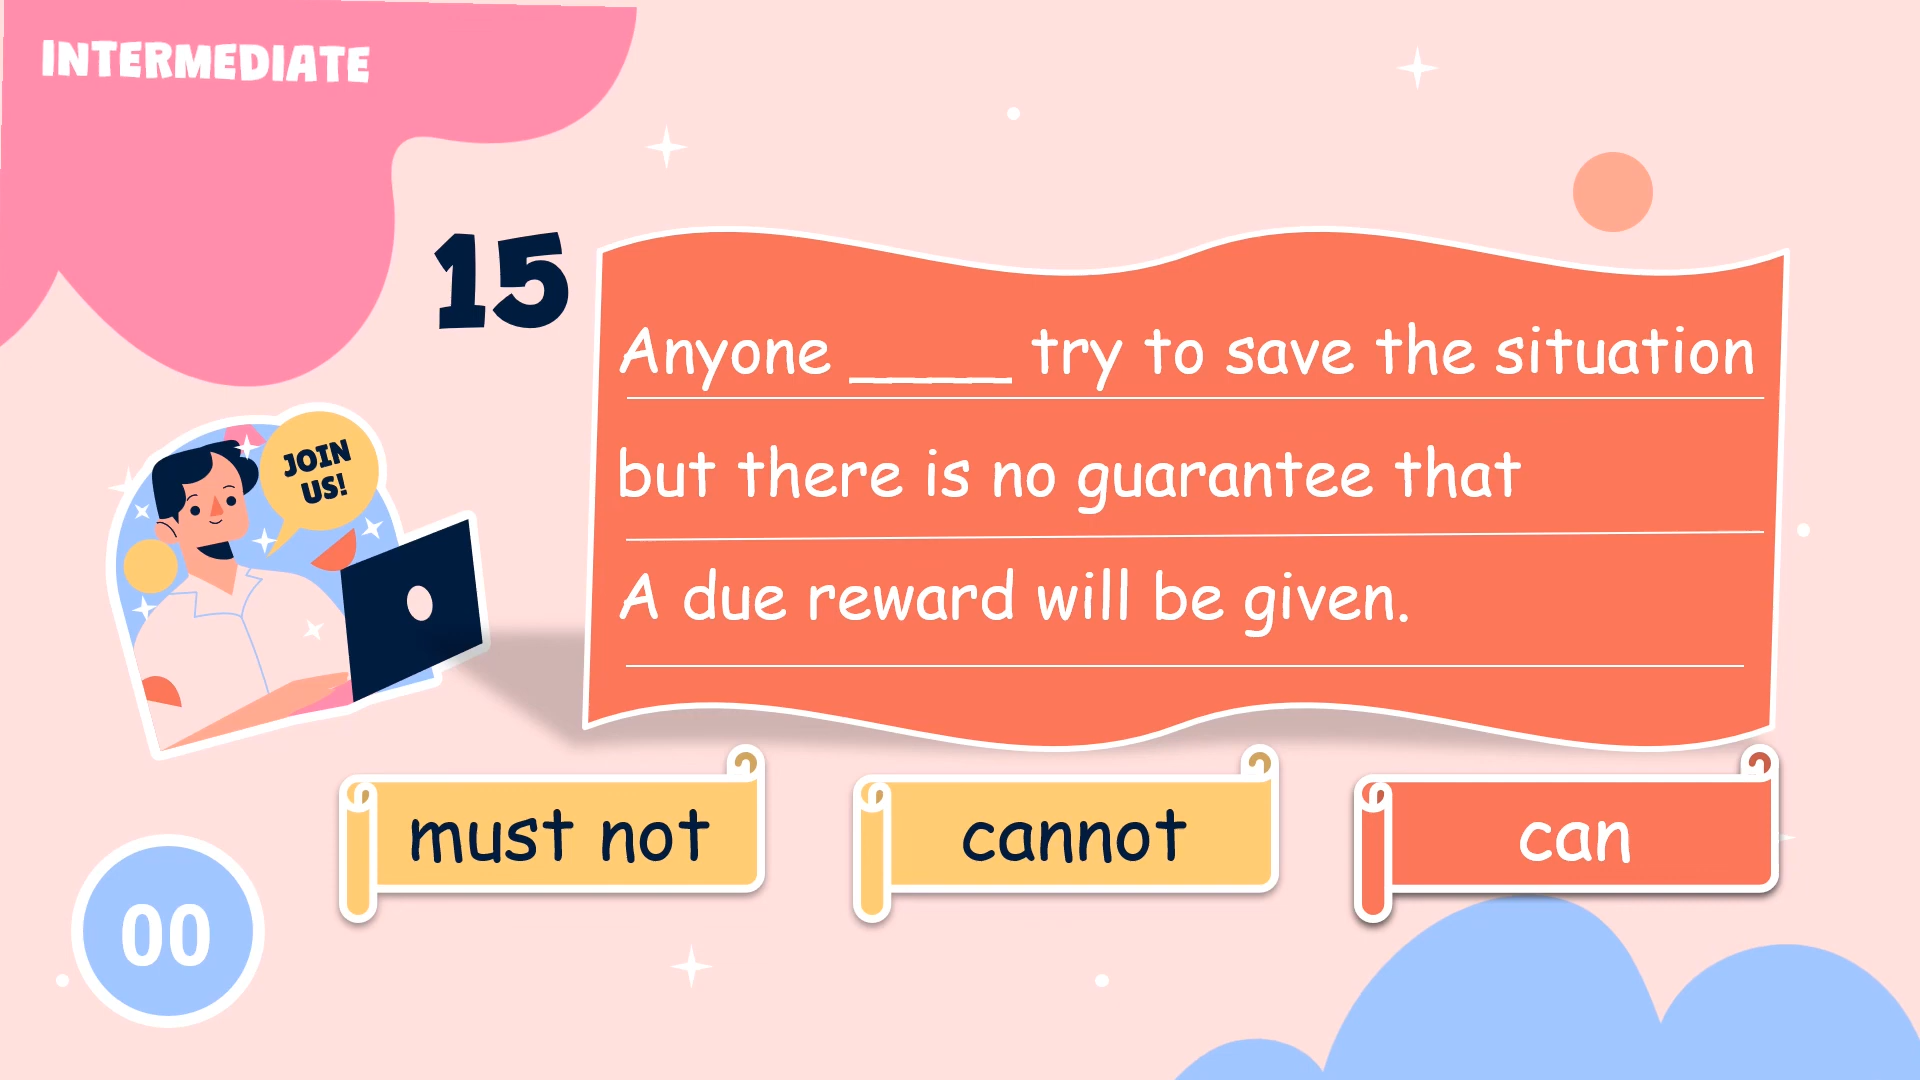 INTERMEDIATE
15
Anyone _____ try to save the situation
but there is no guarantee that
A due reward will be given.
JOIN
US!
must not
cannot
can
00